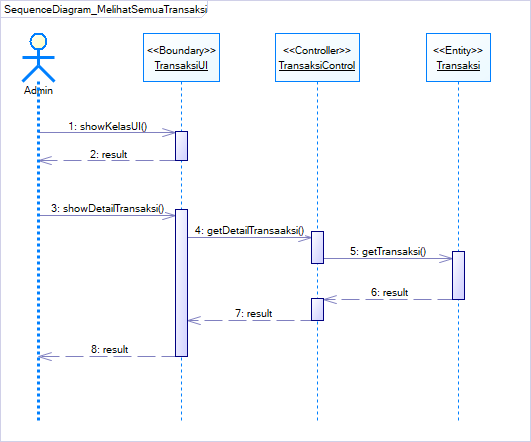 SequenceDiagram_MelihatSemuaTransaksi
Admin
<<Boundary>>
TransaksiUI
<<Controller>>
TransaksiControl
<<Entity>>
Transaksi
1: showKelasUI()
2: result
3: showDetailTransaksi()
4: getDetailTransaaksi()
5: getTransaksi()
6: result
7: result
8: result